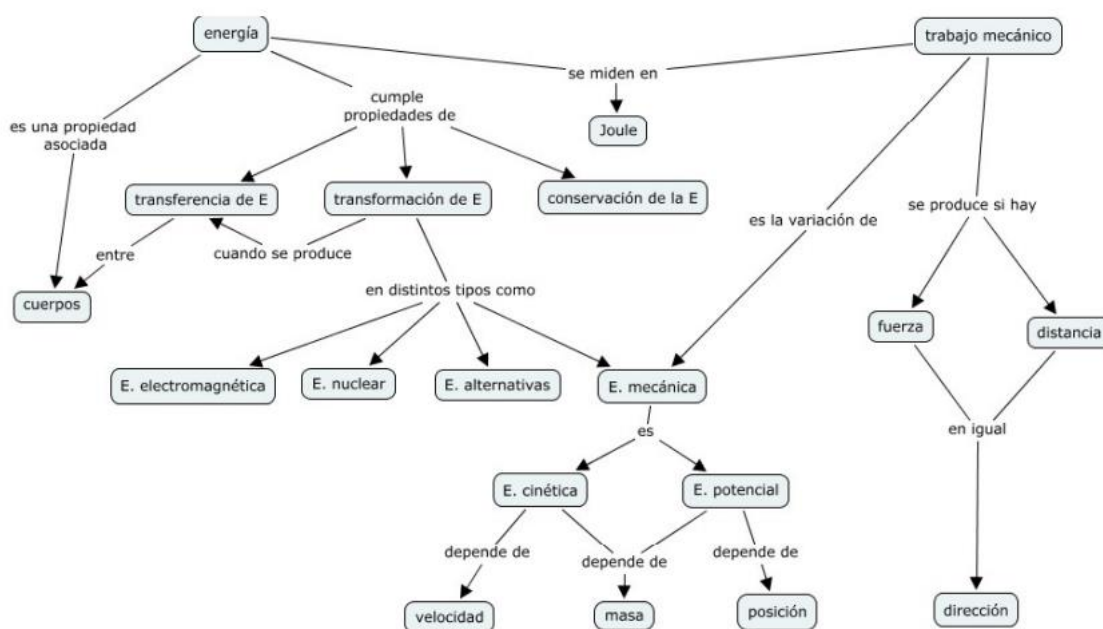 energía
trabajo mecánico
se miden en
cumple
propiedades de
es una propiedad
asociada
Joule
transferencia de E
transformación de E
conservación de la E
se produce si hay
es la variación de
entre
cuando se produce
en distintos tipos como
cuerpos
fuerza
distancia
E. electromagnética
E. nuclear
E. alternativas
E. mecánica
es
en igual
E. cinética
E. potencial
depende de
depende de
depende de
velocidad
masa
posición
dirección